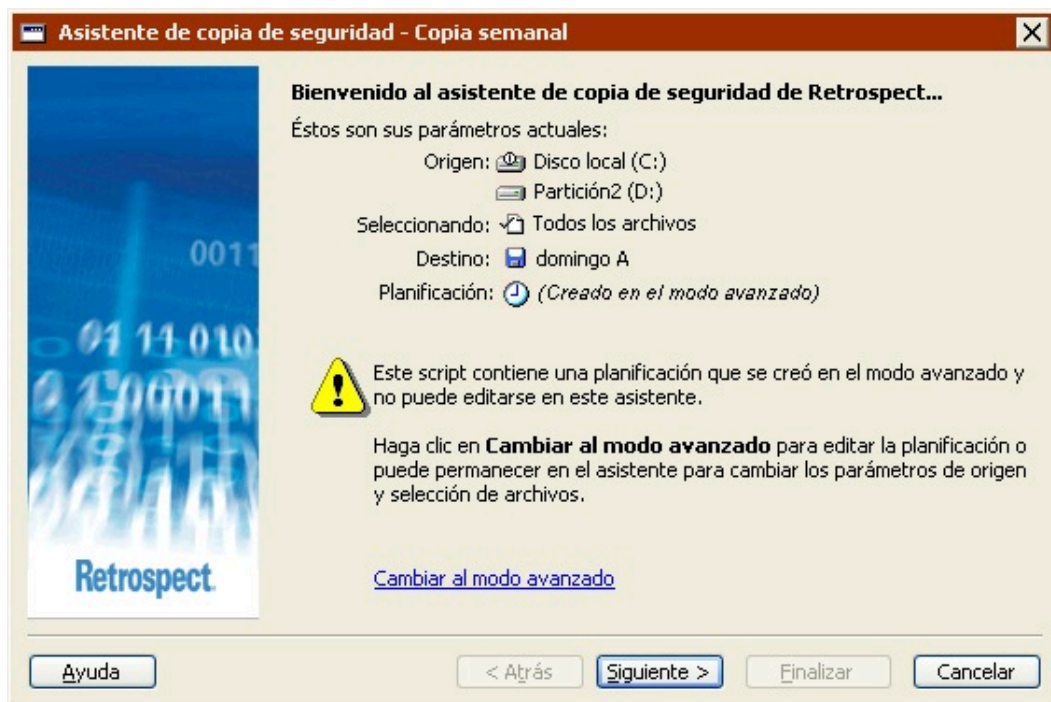 Asistente de copia de seguridad - Copia semanal
Bienvenido al asistente de copia de seguridad de Retrospect...
Éstos son sus parámetros actuales:
Origen: Disco local (C:)
Partición2 (D:)
Seleccionando: Todos los archivos
Destino: domingo A
Planificación: (Creado en el modo avanzado)
0011
01 11 010
Este script contiene una planificación que se creó en el modo avanzado y
no puede editarse en este asistente.
Haga clic en Cambiar al modo avanzado para editar la planificación o
puede permanecer en el asistente para cambiar los parámetros de origen
y selección de archivos.
Retrospect.
Cambiar al modo avanzado
Ayuda
< Atrás
Siguiente >
Finalizar
Cancelar